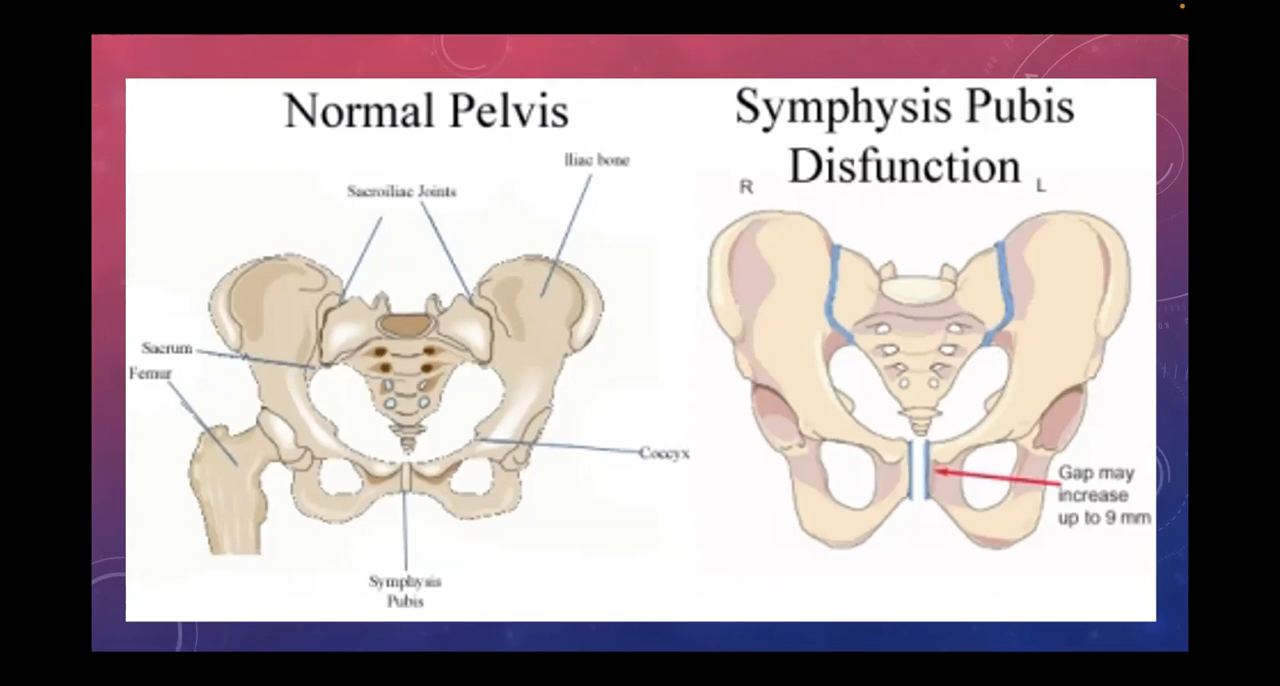 Normal Pelvis
Iliac bone
Sacroiliac Joints
Sacrum
Femur
Coccyx
Symphysis
Pubis
Symphysis Pubis
Disfunction
R
L
Gap may
increase
up to 9 mm